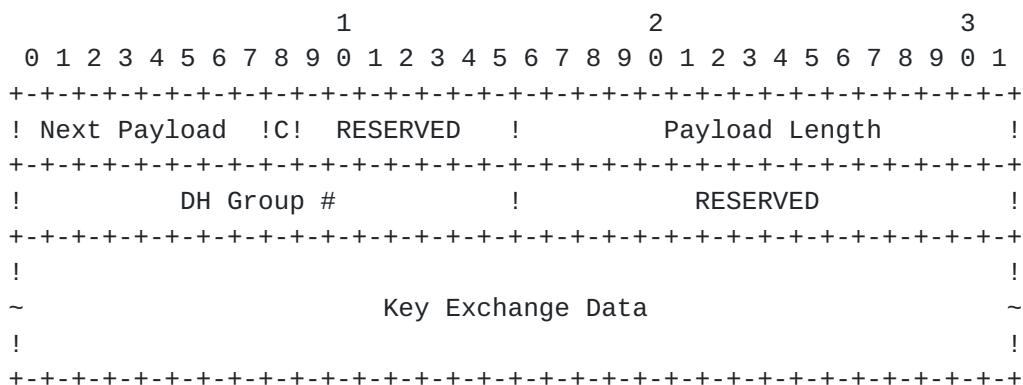 1                   2                   3
 0 1 2 3 4 5 6 7 8 9 0 1 2 3 4 5 6 7 8 9 0 1 2 3 4 5 6 7 8 9 0 1
+-+-+-+-+-+-+-+-+-+-+-+-+-+-+-+-+-+-+-+-+-+-+-+-+-+-+-+-+-+-+-+-+
! Next Payload  !C!  RESERVED   !         Payload Length        !
+-+-+-+-+-+-+-+-+-+-+-+-+-+-+-+-+-+-+-+-+-+-+-+-+-+-+-+-+-+-+-+-+
!          DH Group #           !           RESERVED            !
+-+-+-+-+-+-+-+-+-+-+-+-+-+-+-+-+-+-+-+-+-+-+-+-+-+-+-+-+-+-+-+-+
!                                                               !
~                       Key Exchange Data                       ~
!                                                               !
+-+-+-+-+-+-+-+-+-+-+-+-+-+-+-+-+-+-+-+-+-+-+-+-+-+-+-+-+-+-+-+-+